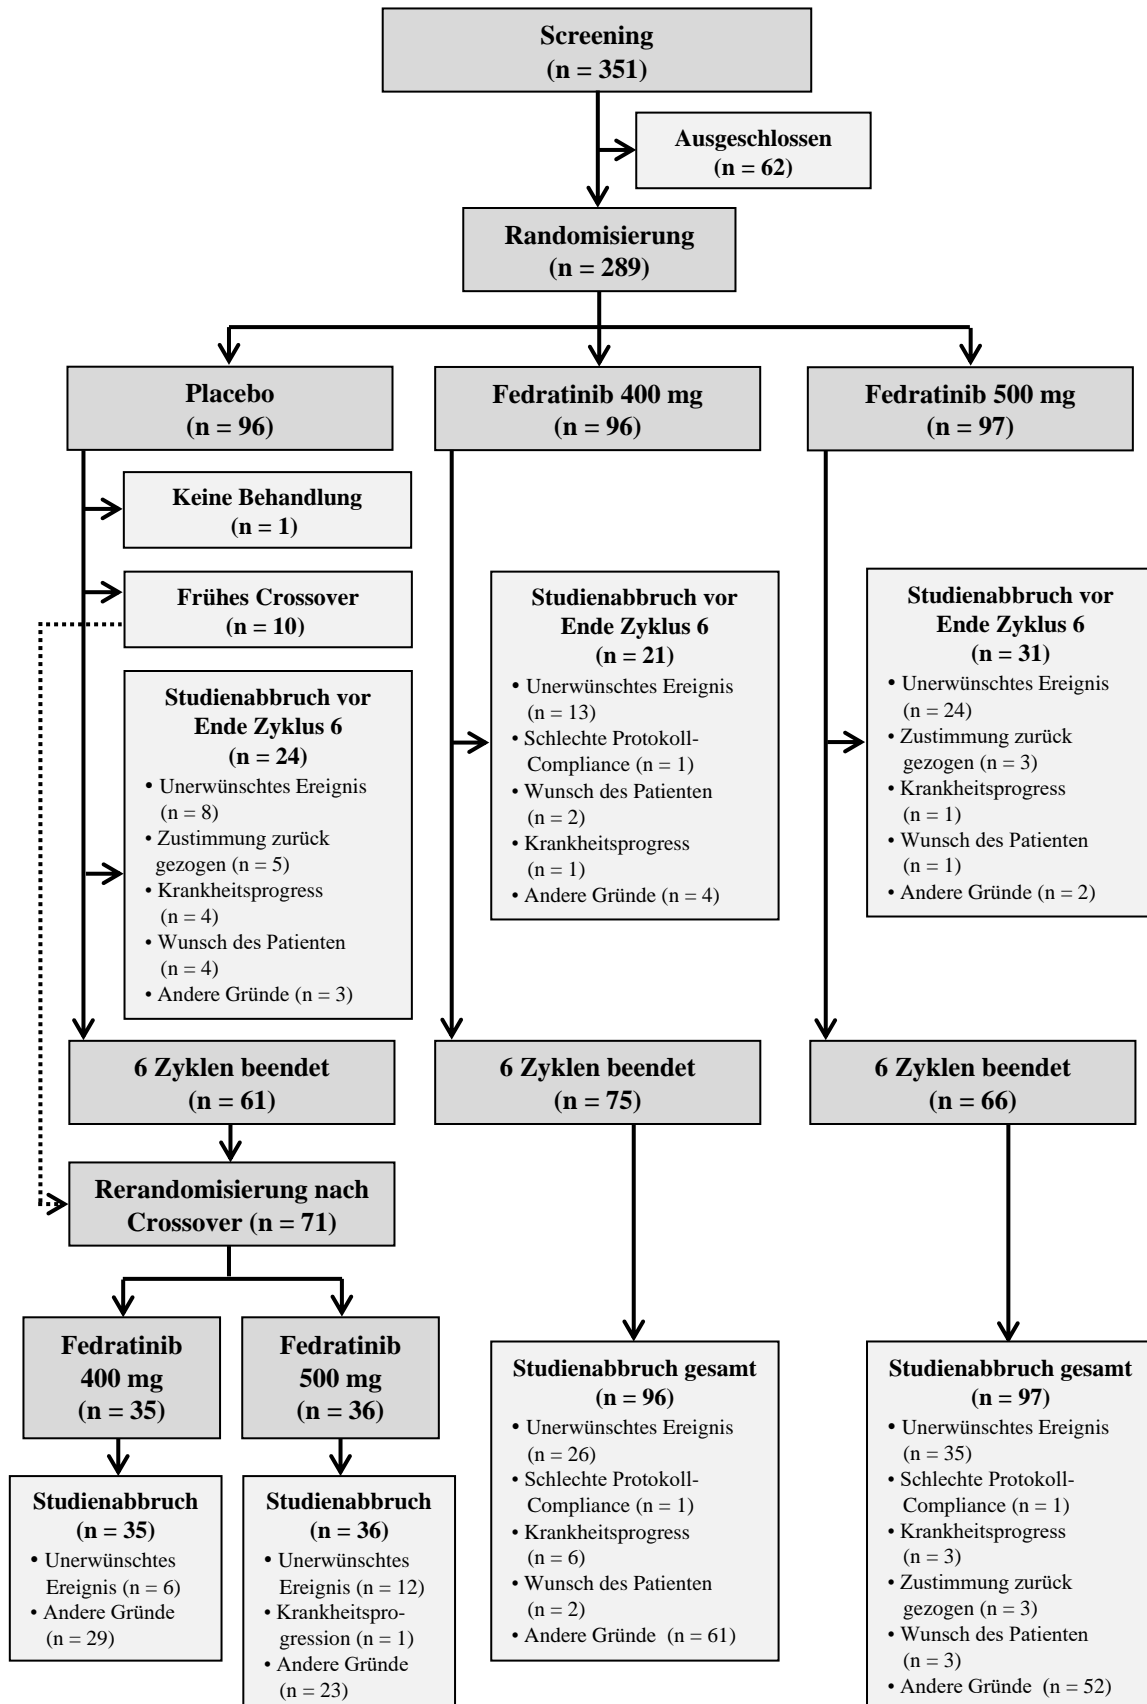 Screening
(n = 351)
Ausgeschlossen
(n = 62)
Randomisierung
(n = 289)
Placebo
(n = 96)
Fedratinib 400 mg
(n = 96)
Fedratinib 500 mg
(n = 97)
Keine Behandlung
(n = 1)
Frühes Crossover
(n = 10)
Studienabbruch vor
Ende Zyklus 6
(n = 24)
• Unerwünschtes Ereignis
(n = 8)
• Zustimmung zurück
gezogen (n = 5)
• Krankheitsprogress
(n = 4)
• Wunsch des Patienten
(n = 4)
• Andere Gründe (n = 3)
Studienabbruch vor
Ende Zyklus 6
(n = 21)
• Unerwünschtes Ereignis
(n = 13)
• Schlechte Protokoll-
Compliance (n = 1)
• Wunsch des Patienten
(n = 2)
• Krankheitsprogress
(n = 1)
• Andere Gründe (n = 4)
Studienabbruch vor
Ende Zyklus 6
(n = 31)
• Unerwünschtes Ereignis
(n = 24)
• Zustimmung zurück
gezogen (n = 3)
• Krankheitsprogress
(n = 1)
• Wunsch des Patienten
(n = 1)
• Andere Gründe (n = 2)
6 Zyklen beendet
(n = 61)
6 Zyklen beendet
(n = 75)
6 Zyklen beendet
(n = 66)
Rerandomisierung nach
Crossover (n = 71)
Fedratinib
400 mg
(n = 35)
Fedratinib
500 mg
(n = 36)
Studienabbruch
(n = 35)
• Unerwünschtes
Ereignis (n = 6)
• Andere Gründe
(n = 29)
Studienabbruch
(n = 36)
• Unerwünschtes
Ereignis (n = 12)
• Krankheitspro-
gression (n = 1)
• Andere Gründe
(n = 23)
Studienabbruch gesamt
(n = 96)
• Unerwünschtes Ereignis
(n = 26)
• Schlechte Protokoll-
Compliance (n = 1)
• Krankheitsprogress
(n = 6)
• Wunsch des Patienten
(n = 2)
• Andere Gründe (n = 61)
Studienabbruch gesamt
(n = 97)
• Unerwünschtes Ereignis
(n = 35)
• Schlechte Protokoll-
Compliance (n = 1)
• Krankheitsprogress
(n = 3)
• Zustimmung zurück
gezogen (n = 3)
• Wunsch des Patienten
(n = 3)
• Andere Gründe (n = 52)